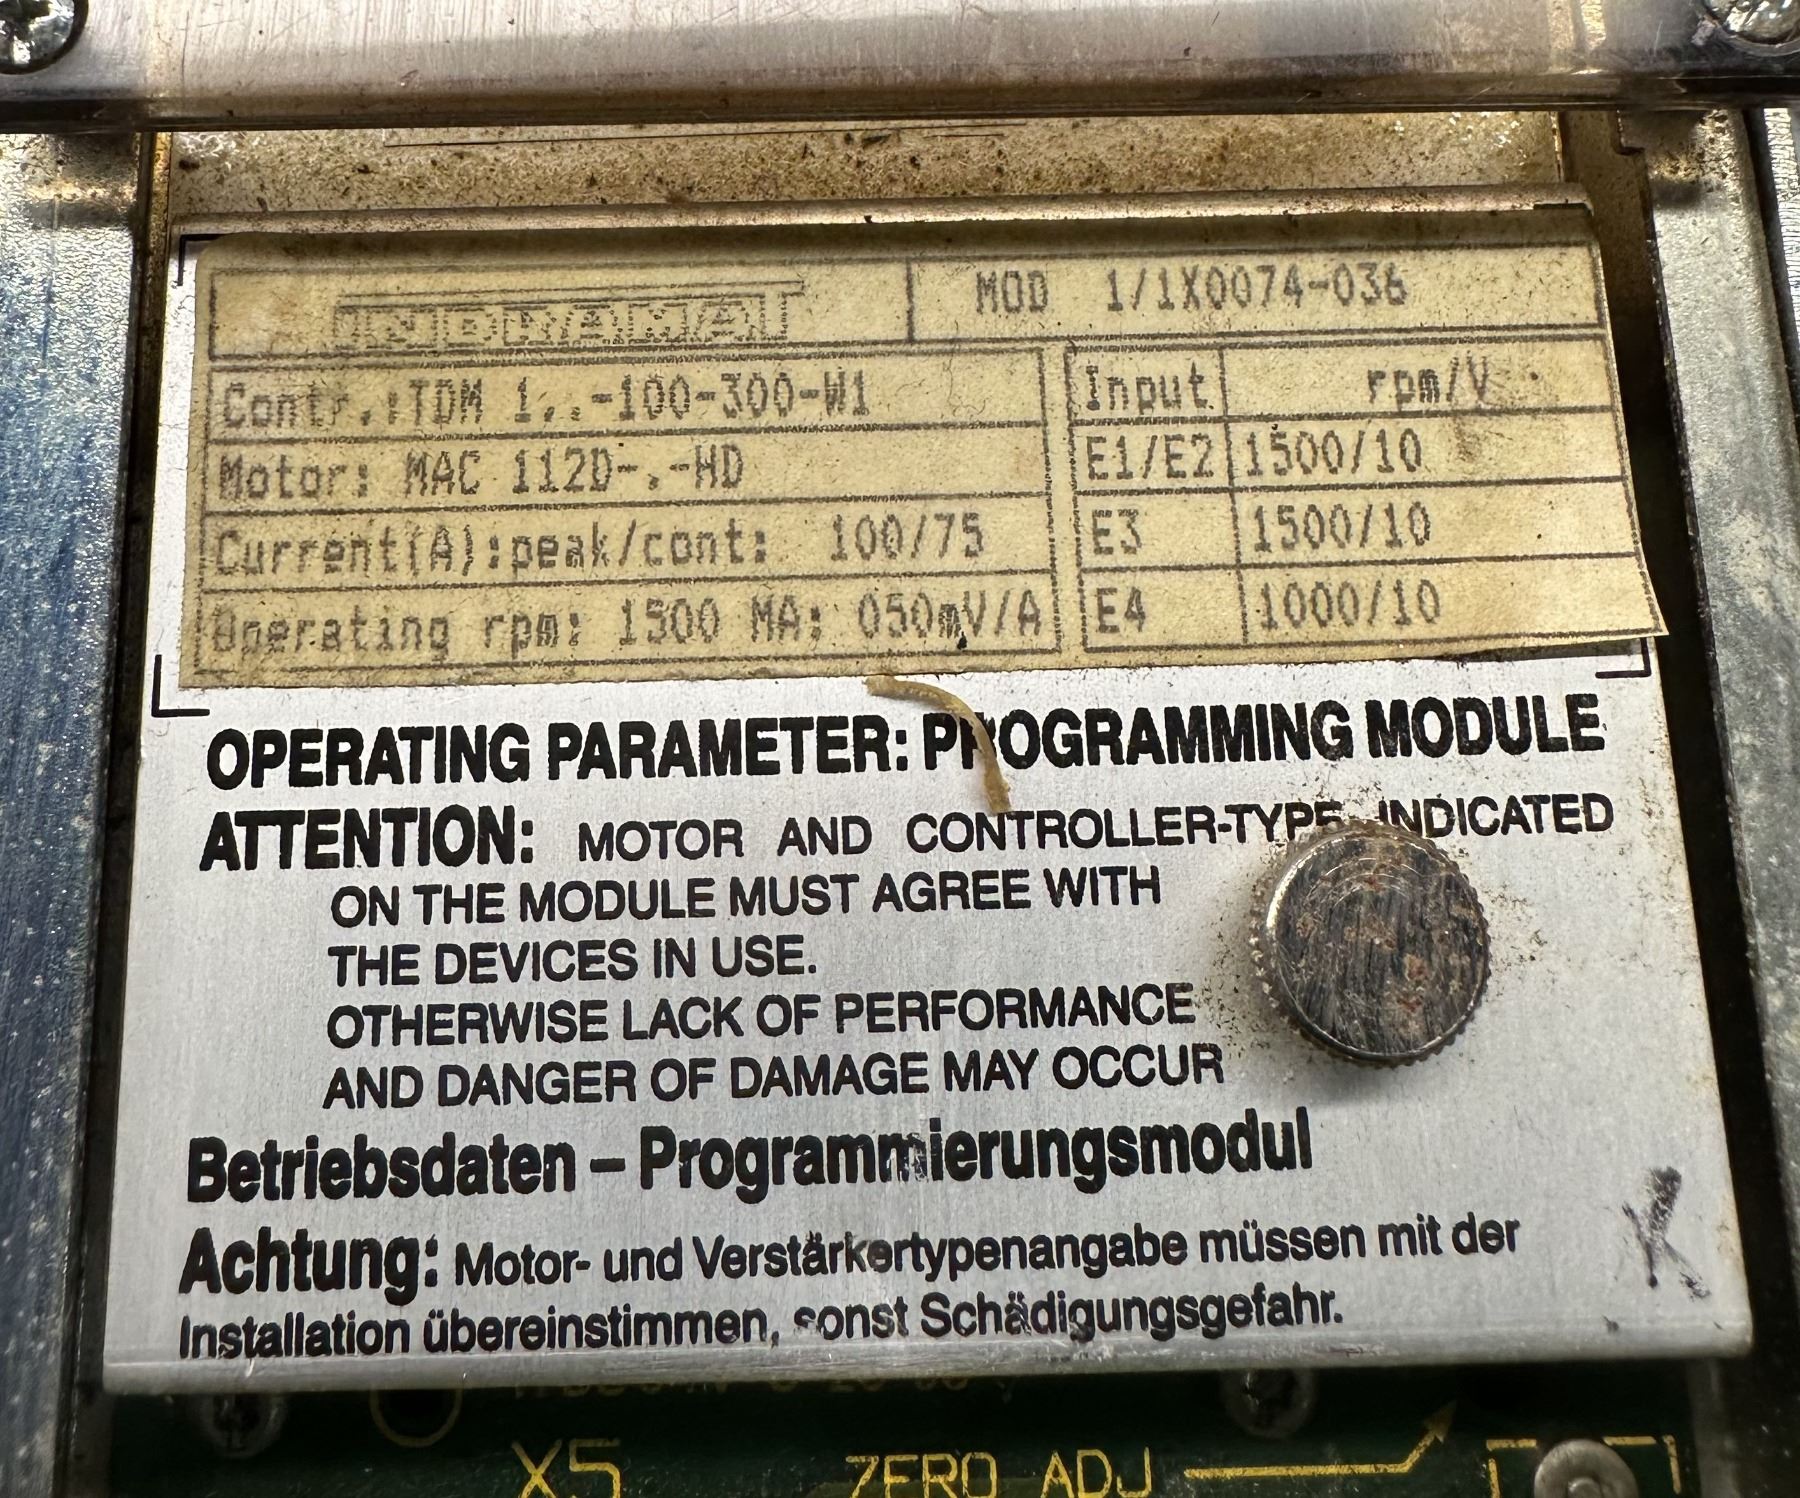 INDRAMAT MOD 1/1X0074-036
Contr.:TDM 1..-100-300-W1
Motor: MAC 112D-.-HD
Current(A):peak/cont: 100/75
Operating rpm: 1500 MA: 050mV/A
Input rpm/V
E1/E2 1500/10
E3 1500/10
E4 1000/10
OPERATING PARAMETER: PROGRAMMING MODULE
ATTENTION: MOTOR AND CONTROLLER-TYPE INDICATED
ON THE MODULE MUST AGREE WITH
THE DEVICES IN USE.
OTHERWISE LACK OF PERFORMANCE
AND DANGER OF DAMAGE MAY OCCUR
Betriebsdaten – Programmierungsmodul
Achtung: Motor- und Verstärkertypenangabe müssen mit der
Installation übereinstimmen, sonst Schädigungsgefahr.
X
X5 ZERO ADJ